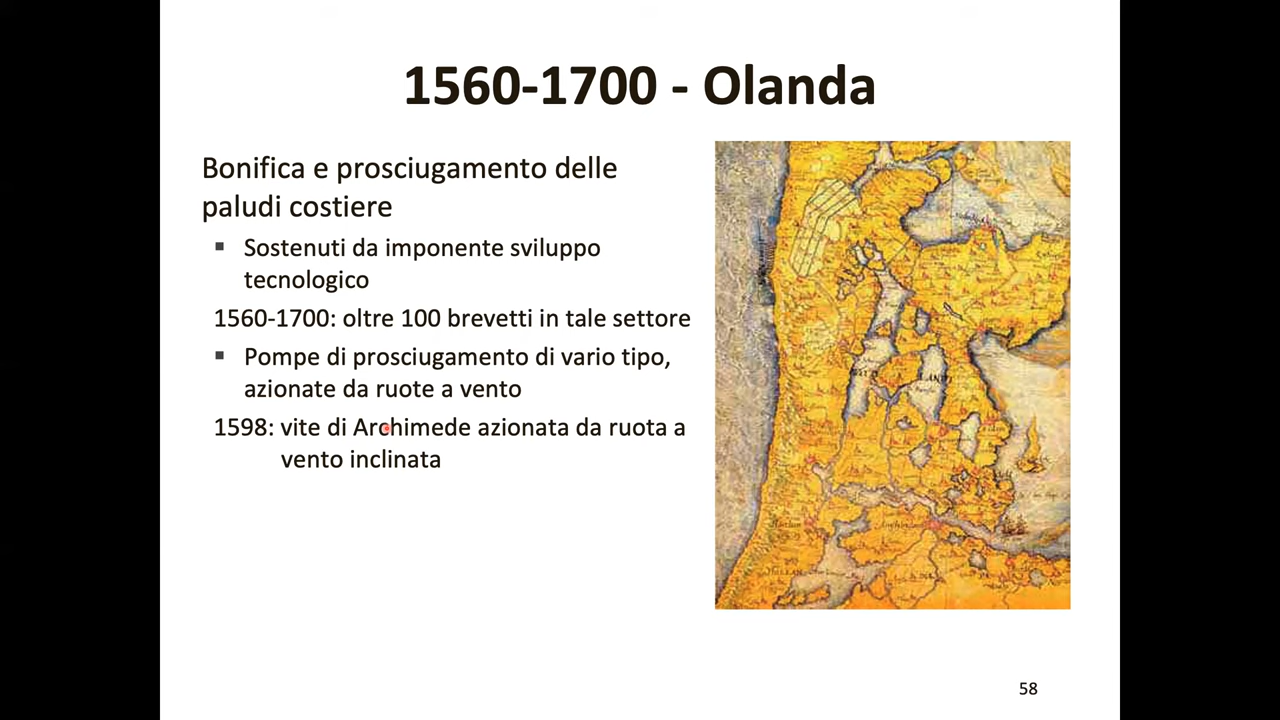 1560-1700 - Olanda
Bonifica e prosciugamento delle
paludi costiere
▪ Sostenuti da imponente sviluppo
tecnologico
1560-1700: oltre 100 brevetti in tale settore
▪ Pompe di prosciugamento di vario tipo,
azionate da ruote a vento
1598: vite di Archimede azionata da ruota a
vento inclinata
58